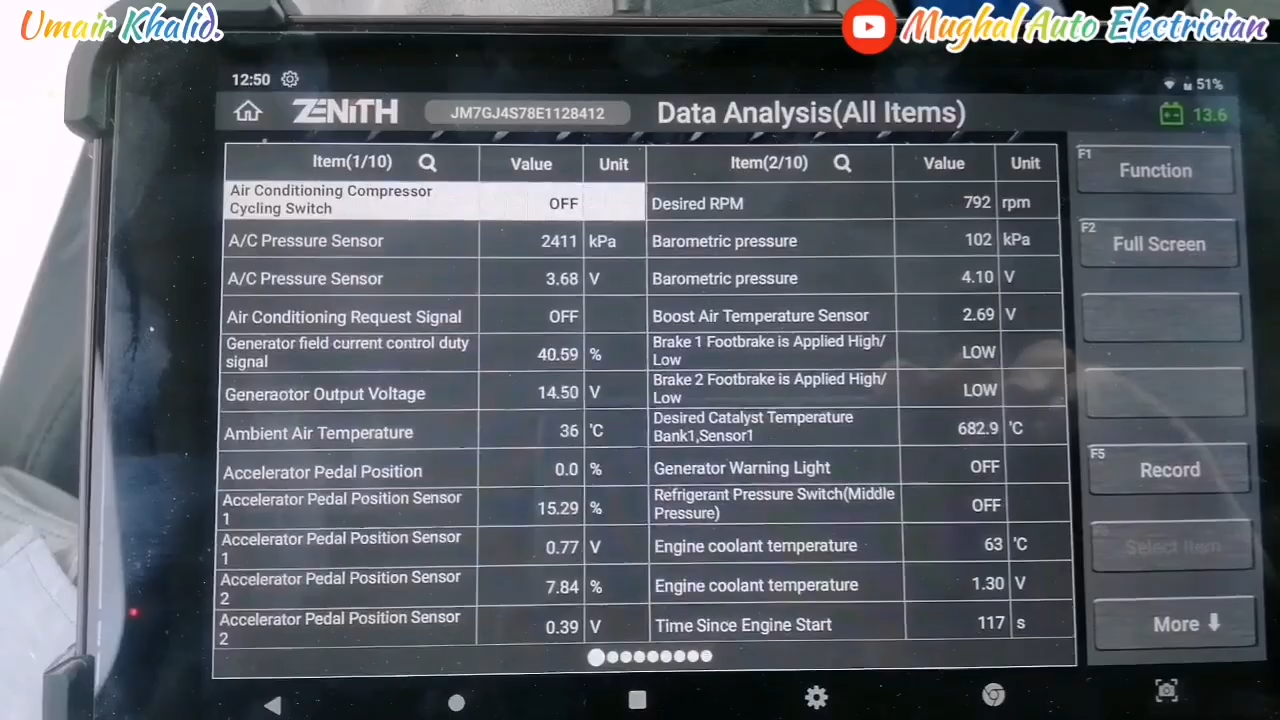 Umair Khalid.
Mughal Auto Electrician
12:50
51%
ZENITH
JM7GJ4S78E1128412
Data Analysis(All Items)
13.6
Item(1/10) Value Unit Item(2/10) Value Unit
Air Conditioning Compressor
Cycling Switch OFF
Desired RPM 792 rpm
A/C Pressure Sensor 2411 kPa
Barometric pressure 102 kPa
A/C Pressure Sensor 3.68 V
Barometric pressure 4.10 V
Air Conditioning Request Signal OFF
Boost Air Temperature Sensor 2.69 V
Generator field current control duty
signal 40.59 %
Brake 1 Footbrake is Applied High/
Low LOW
Generaotor Output Voltage 14.50 V
Brake 2 Footbrake is Applied High/
Low LOW
Ambient Air Temperature 36 'C
Desired Catalyst Temperature
Bank1,Sensor1 682.9 'C
Accelerator Pedal Position 0.0 %
Generator Warning Light OFF
Accelerator Pedal Position Sensor
1 15.29 %
Refrigerant Pressure Switch(Middle
Pressure) OFF
Accelerator Pedal Position Sensor
1 0.77 V
Engine coolant temperature 63 'C
Accelerator Pedal Position Sensor
2 7.84 %
Engine coolant temperature 1.30 V
Accelerator Pedal Position Sensor
2 0.39 V
Time Since Engine Start 117 s
F1
Function
F2
Full Screen
F5
Record
Select Item
More